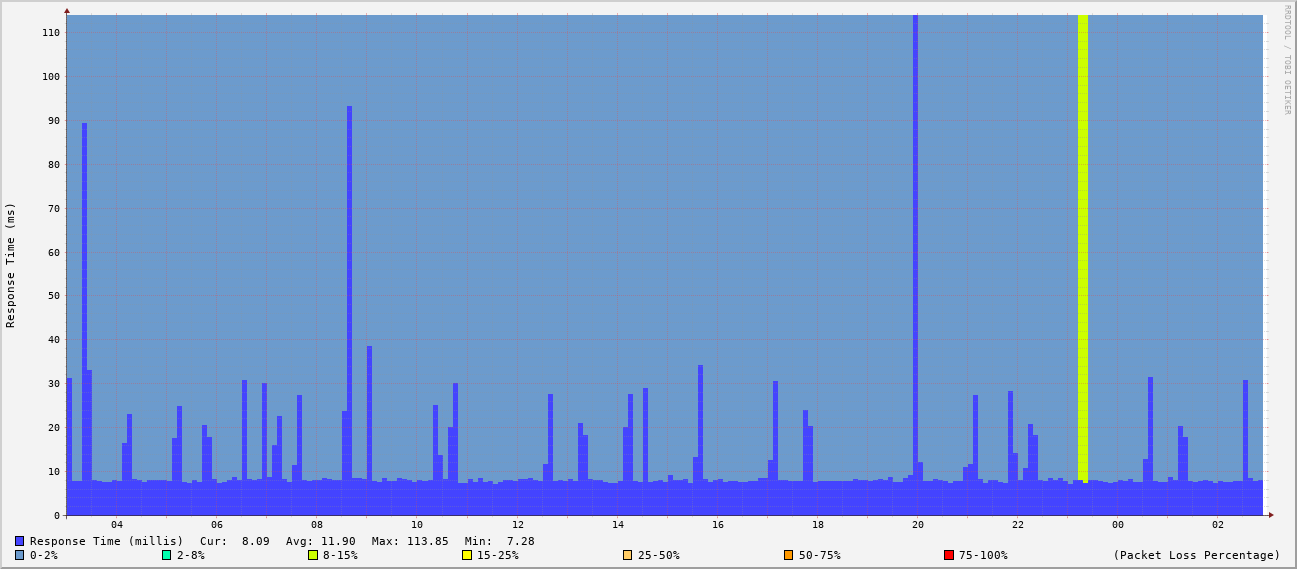 RRDTOOL / TOBI OETIKER
Response Time (ms)
110
100
90
80
70
60
50
40
30
20
10
0
04 06 08 10 12 14 16 18 20 22 00 02
Response Time (millis) Cur: 8.09 Avg: 11.90 Max: 113.85 Min: 7.28
0-2% 2-8% 8-15% 15-25% 25-50% 50-75% 75-100% (Packet Loss Percentage)